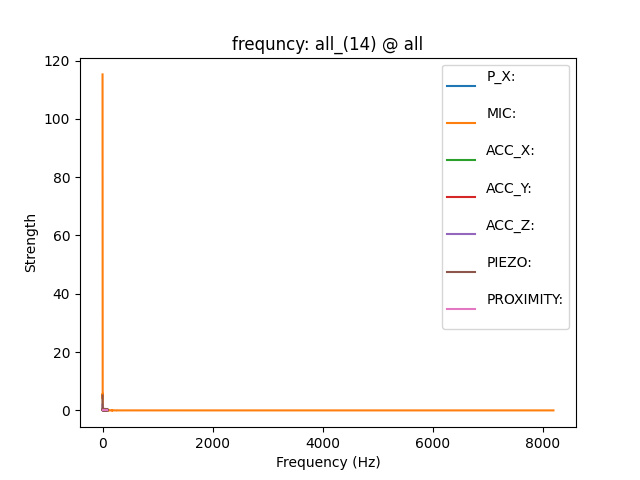 frequncy: all_(14) @ all
120
100
80
60
40
20
0
Strength
0 2000 4000 6000 8000
Frequency (Hz)
P_X:
MIC:
ACC_X:
ACC_Y:
ACC_Z:
PIEZO:
PROXIMITY: